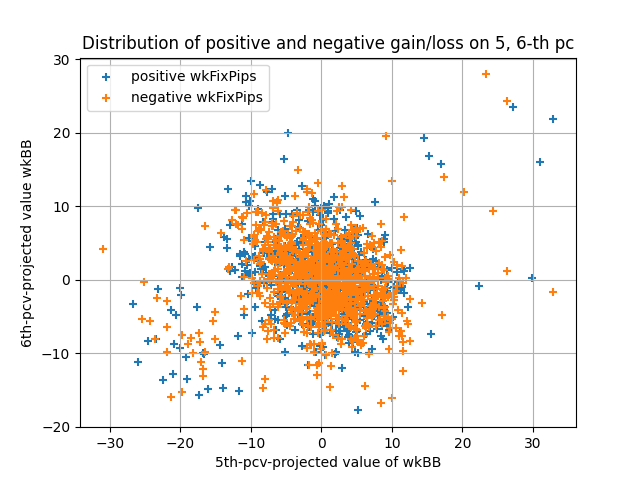 Distribution of positive and negative gain/loss on 5, 6-th pc
positive wkFixPips
negative wkFixPips
30
20
10
0
−10
−20
6th-pcv-projected value wkBB
−30
−20
−10
0
10
20
30
5th-pcv-projected value of wkBB